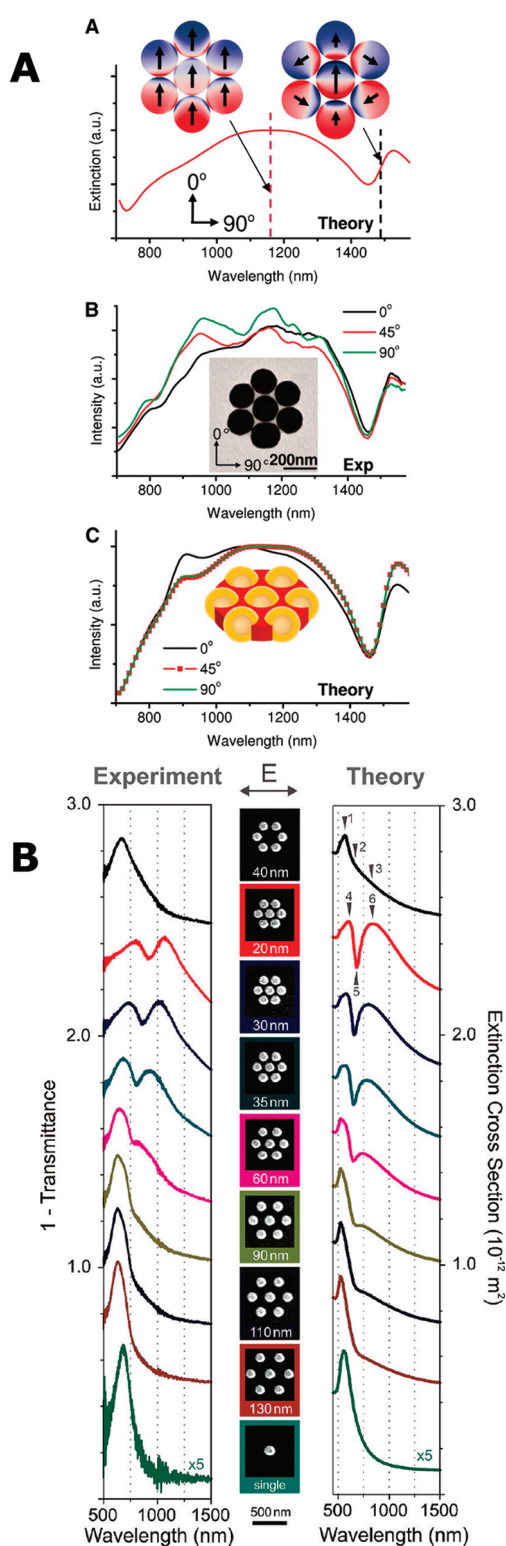 A
A
Extinction (a.u.)
0°
90°
Theory
800 1000 1200 1400
Wavelength (nm)
B
0°
45°
90°
Intensity (a.u.)
0°
90°
200nm
Exp
800 1000 1200 1400
Wavelength (nm)
C
Intensity (a.u.)
0°
45°
90°
Theory
800 1000 1200 1400
Wavelength (nm)
Experiment
E
Theory
B
3.0
2.0
1.0
1 - Transmittance
500 1000 1500
Wavelength (nm)
x5
40 nm
20 nm
30 nm
35 nm
60 nm
90 nm
110 nm
130 nm
single
500 nm
1
2
3
4
6
5
3.0
2.0
1.0
Extinction Cross Section (10⁻¹² m²)
x5
500 1000 1500
Wavelength (nm)